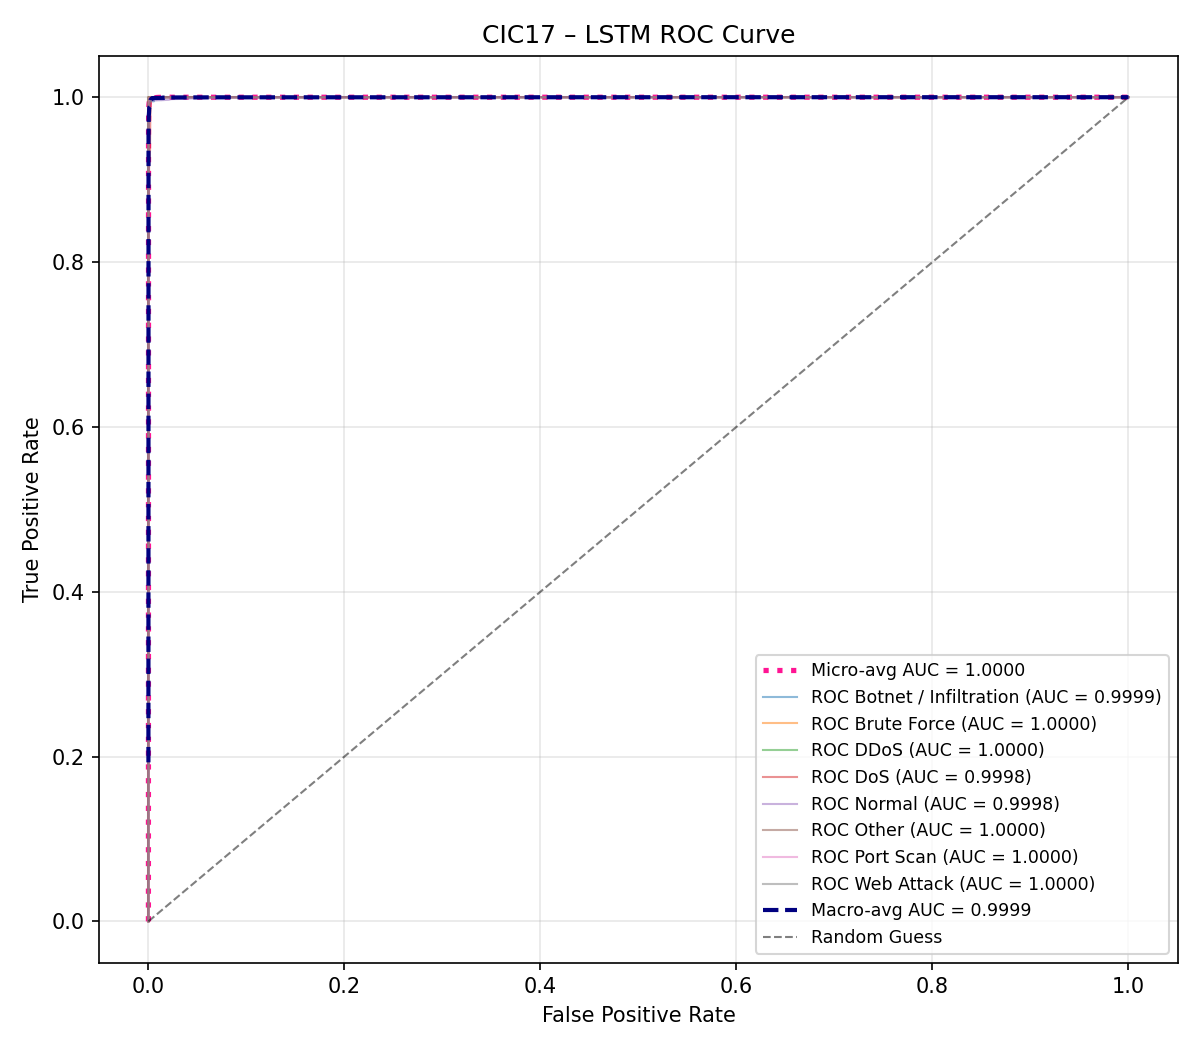 CIC17 – LSTM ROC Curve
True Positive Rate
1.0
0.8
0.6
0.4
0.2
0.0
Micro-avg AUC = 1.0000
ROC Botnet / Infiltration (AUC = 0.9999)
ROC Brute Force (AUC = 1.0000)
ROC DDoS (AUC = 1.0000)
ROC DoS (AUC = 0.9998)
ROC Normal (AUC = 0.9998)
ROC Other (AUC = 1.0000)
ROC Port Scan (AUC = 1.0000)
ROC Web Attack (AUC = 1.0000)
Macro-avg AUC = 0.9999
Random Guess
0.0 0.2 0.4 0.6 0.8 1.0
False Positive Rate